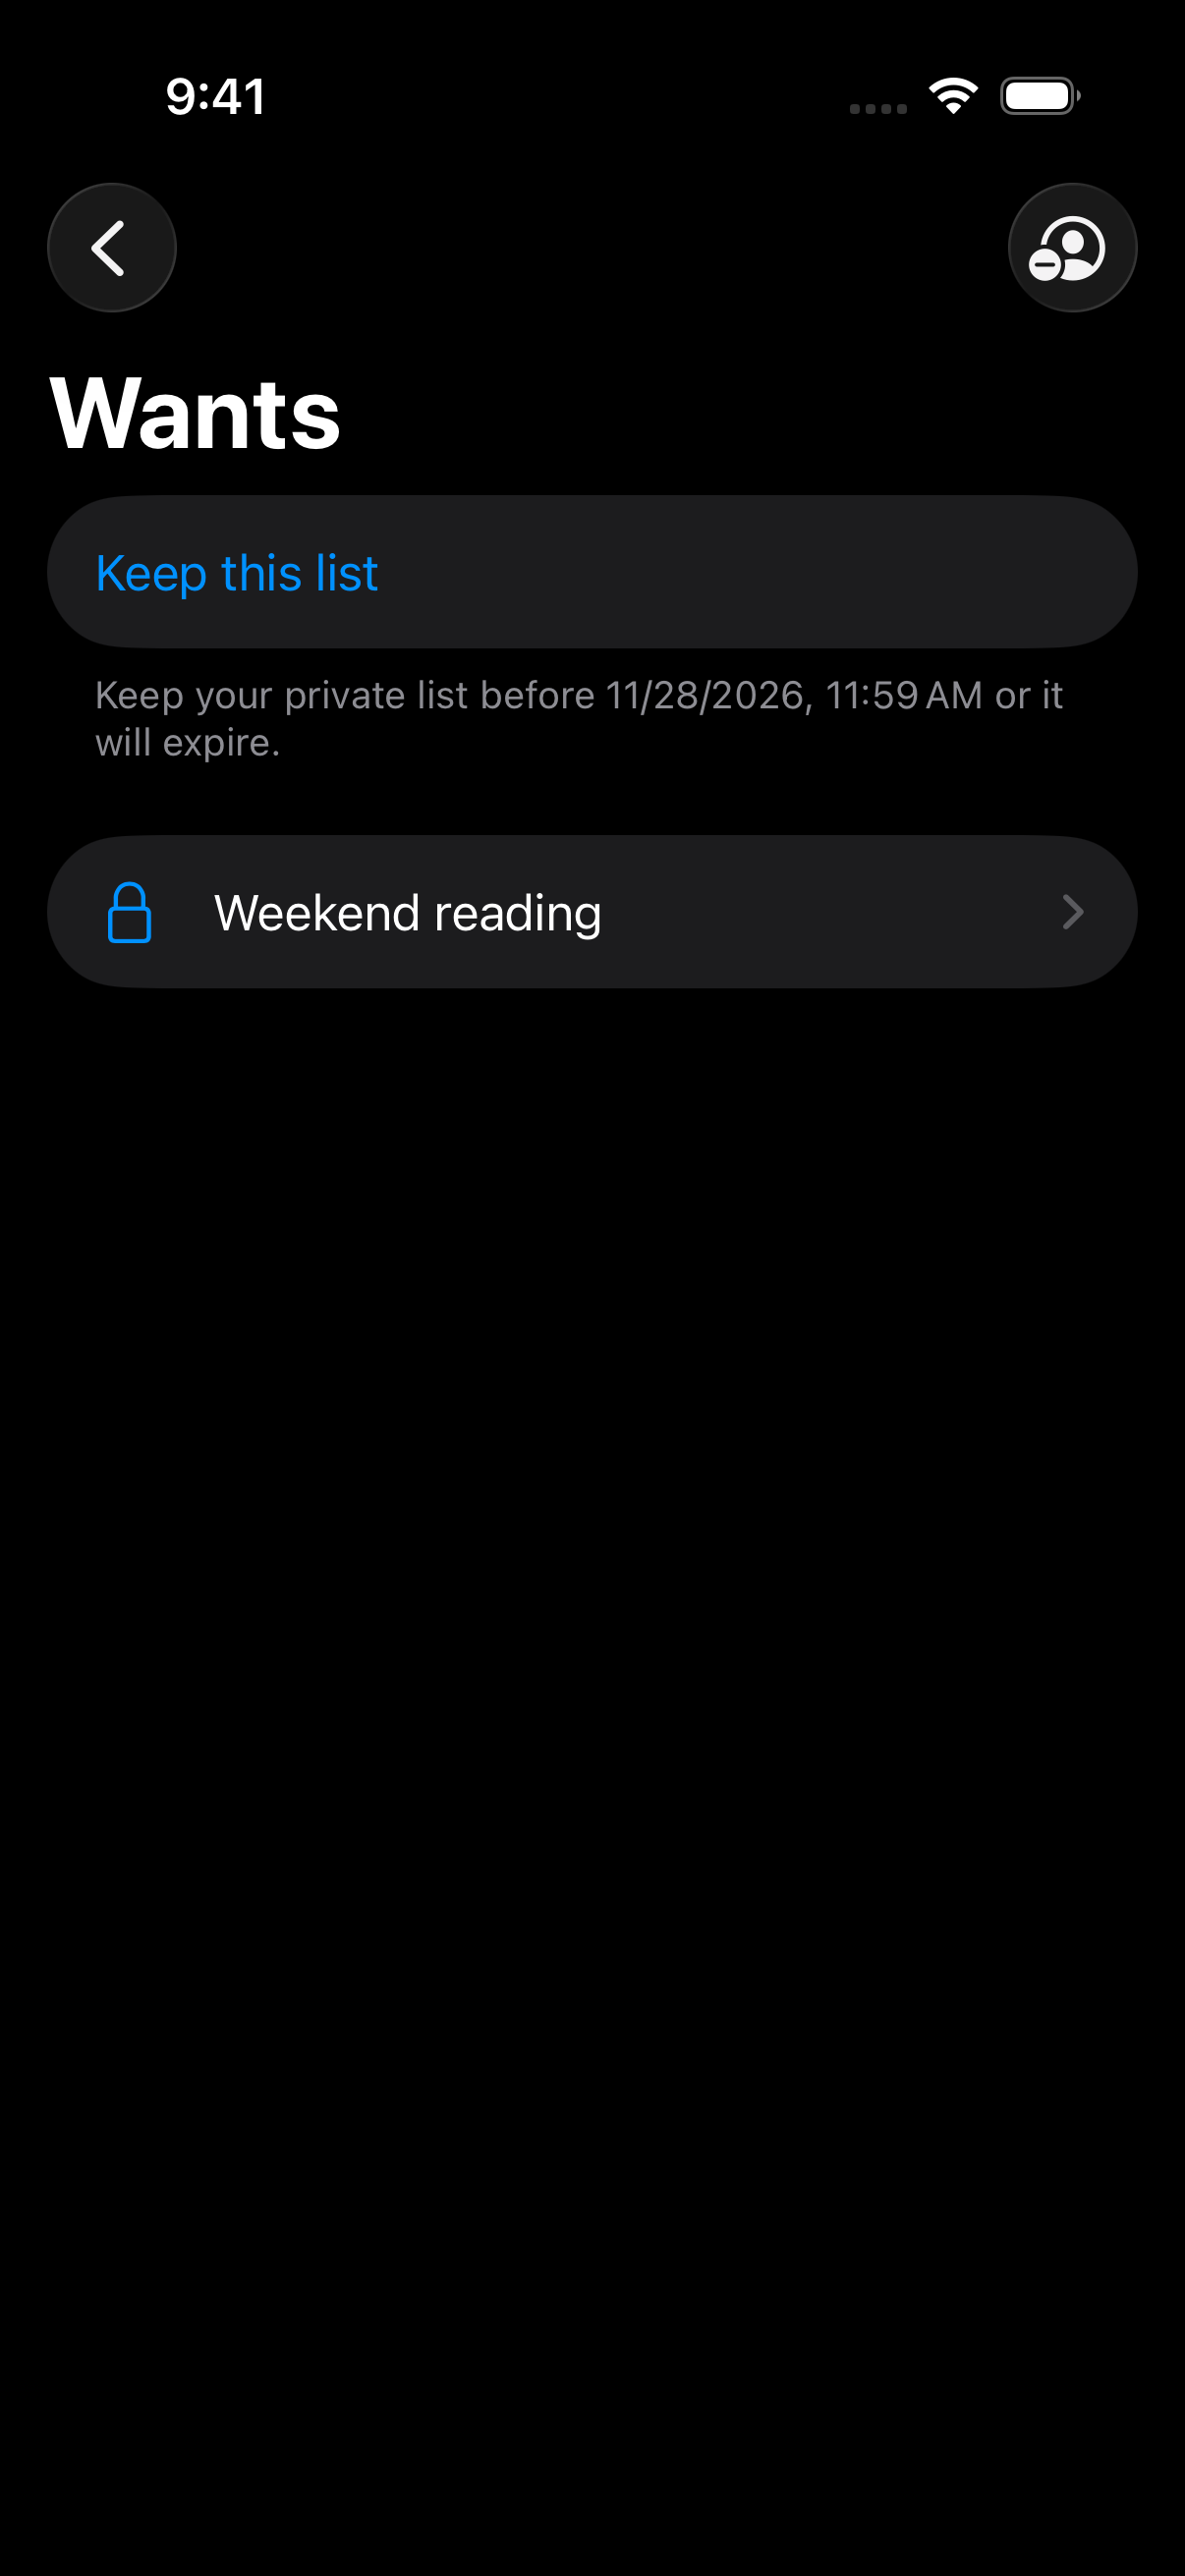 9:41
Wants
Keep this list
Keep your private list before 11/28/2026, 11:59 AM or it
will expire.
Weekend reading